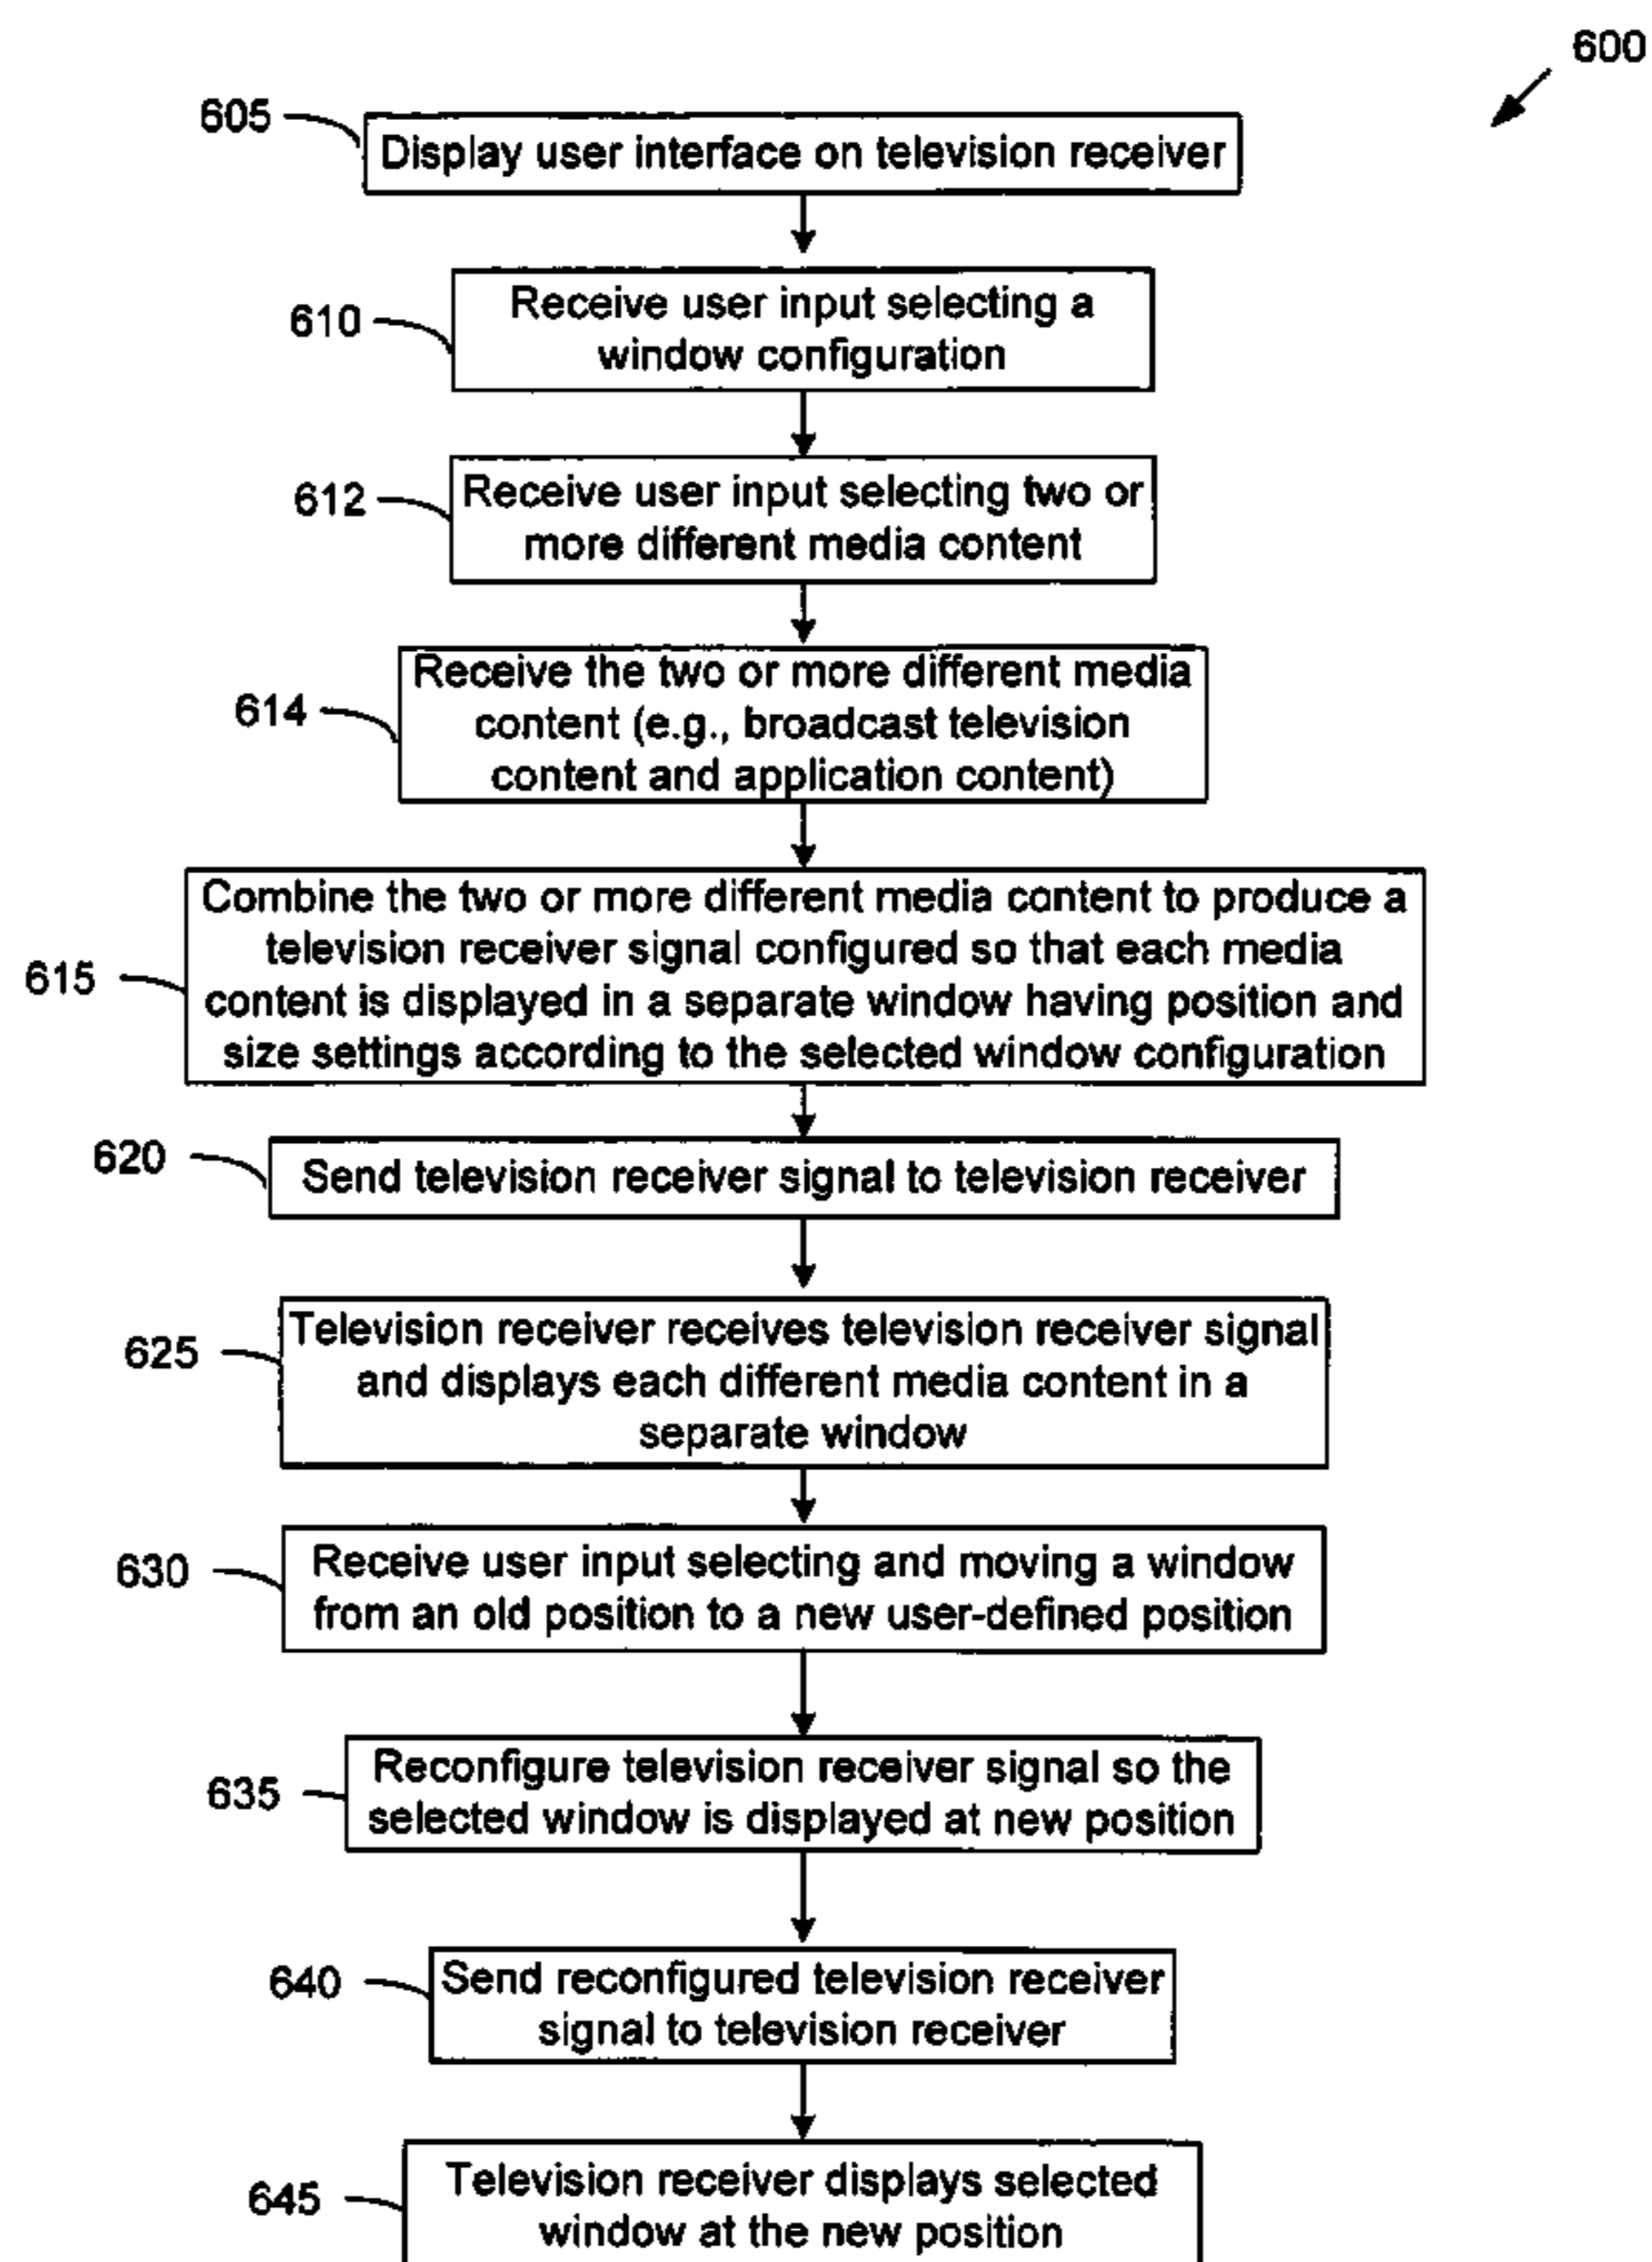 600
605
Display user interface on television receiver
610
Receive user input selecting a
window configuration
612
Receive user input selecting two or
more different media content
614
Receive the two or more different media
content (e.g., broadcast television
content and application content)
615
Combine the two or more different media content to produce a
television receiver signal configured so that each media
content is displayed in a separate window having position and
size settings according to the selected window configuration
620
Send television receiver signal to television receiver
625
Television receiver receives television receiver signal
and displays each different media content in a
separate window
630
Receive user input selecting and moving a window
from an old position to a new user-defined position
635
Reconfigure television receiver signal so the
selected window is displayed at new position
640
Send reconfigured television receiver
signal to television receiver
645
Television receiver displays selected
window at the new position